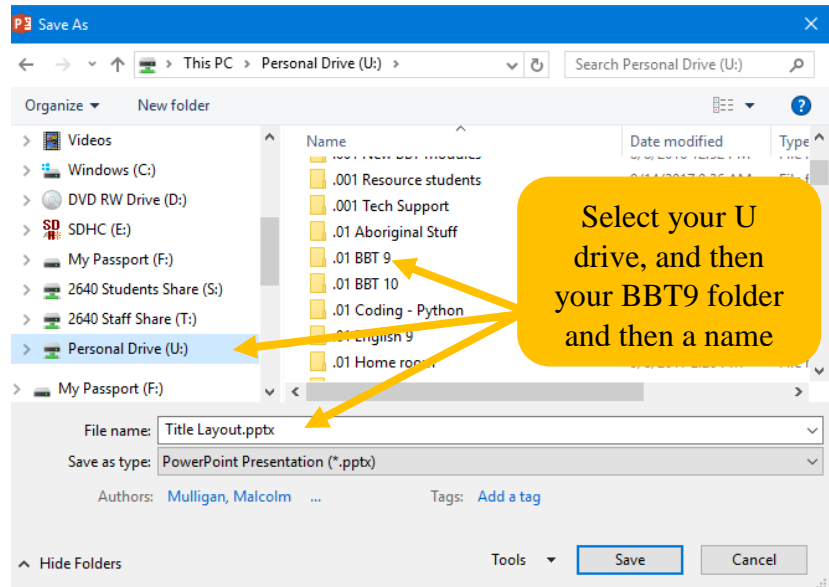 Save As
This PC > Personal Drive (U:) >
Search Personal Drive (U:)
Organize
New folder
Videos
Windows (C:)
DVD RW Drive (D:)
SDHC (E:)
My Passport (F:)
2640 Students Share (S:)
2640 Staff Share (T:)
Personal Drive (U:)
My Passport (F:)
Name
Date modified
Type
.001 Resource students
.001 Tech Support
.01 Aboriginal Stuff
.01 BBT 9
.01 BBT 10
.01 Coding - Python
.01 English 9
.01 Home room
Select your U
drive, and then
your BBT9 folder
and then a name
File name: Title Layout.pptx
Save as type: PowerPoint Presentation (*.pptx)
Authors: Mulligan, Malcolm ...
Tags: Add a tag
Hide Folders
Tools
Save
Cancel